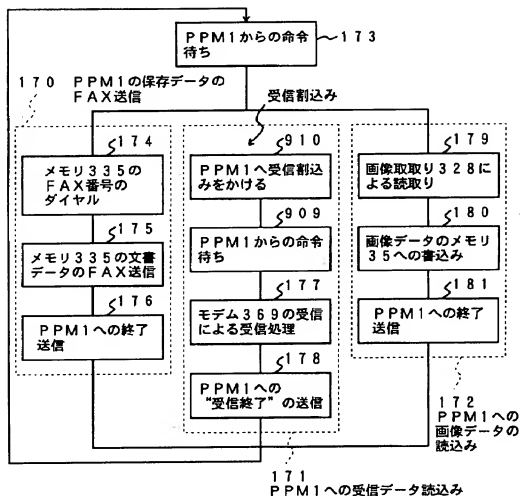 PPM1からの命令
待ち
173
170 PPM1の保存データの
FAX送信
受信割込み
174
メモリ335の
FAX番号の
ダイヤル
175
メモリ335の文書
データのFAX送信
176
PPM1への終了
送信
910
PPM1へ受信割込
みをかける
909
PPM1からの命令
待ち
177
モデム369の受信
による受信処理
178
PPM1への
“受信終了”の送信
179
画像取取り328に
よる読取り
180
画像データのメモリ
35への書込み
181
PPM1への終了
送信
172
PPM1への
画像データの
読込み
171
PPM1への受信データ読込み